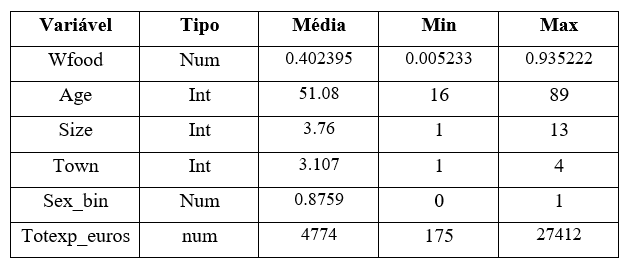 Variável Tipo Média Min Max
Wfood Num 0.402395 0.005233 0.935222
Age Int 51.08 16 89
Size Int 3.76 1 13
Town Int 3.107 1 4
Sex_bin Num 0.8759 0 1
Totexp_euros num 4774 175 27412